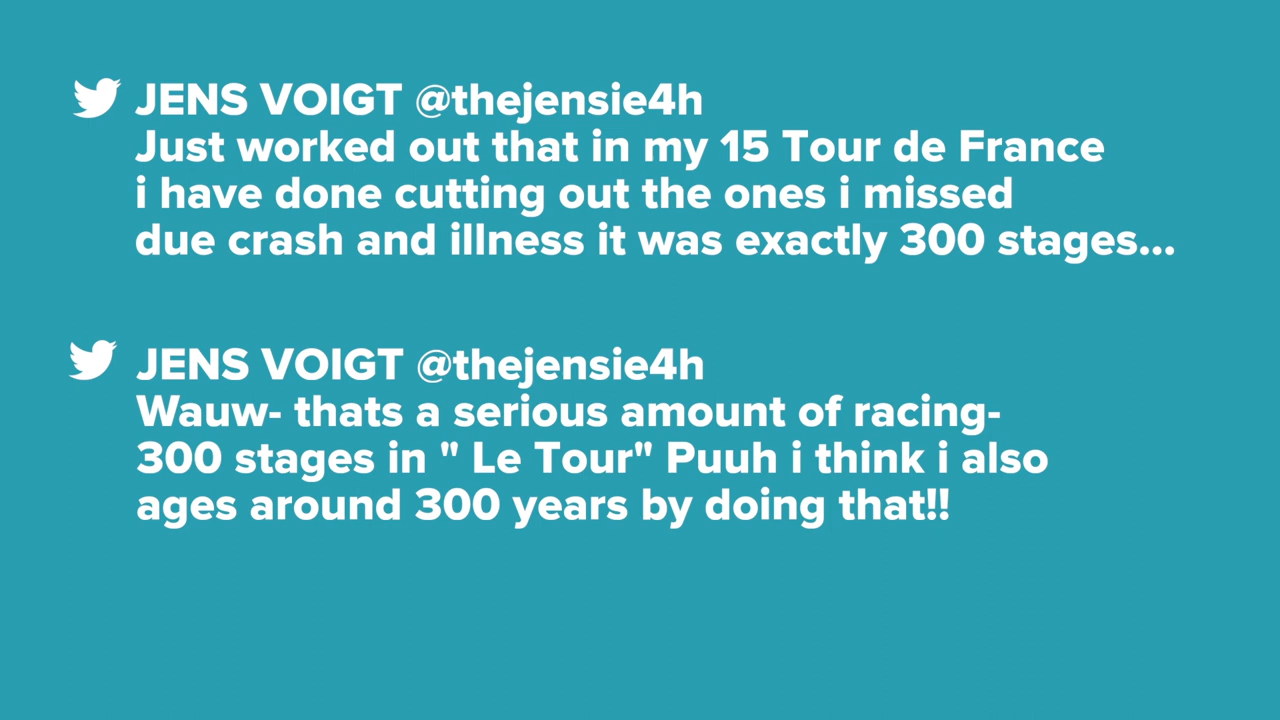 JENS VOIGT @thejensie4h
Just worked out that in my 15 Tour de France
i have done cutting out the ones i missed
due crash and illness it was exactly 300 stages...
JENS VOIGT @thejensie4h
Wauw- thats a serious amount of racing-
300 stages in " Le Tour" Puuh i think i also
ages around 300 years by doing that!!